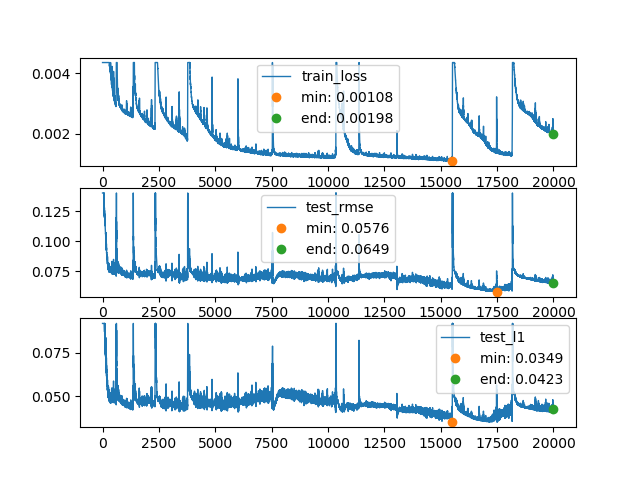 0.004
0.002
train_loss
min: 0.00108
end: 0.00198
0 2500 5000 7500 10000 12500 15000 17500 20000
0.125
0.100
0.075
test_rmse
min: 0.0576
end: 0.0649
0 2500 5000 7500 10000 12500 15000 17500 20000
0.075
0.050
test_l1
min: 0.0349
end: 0.0423
0 2500 5000 7500 10000 12500 15000 17500 20000